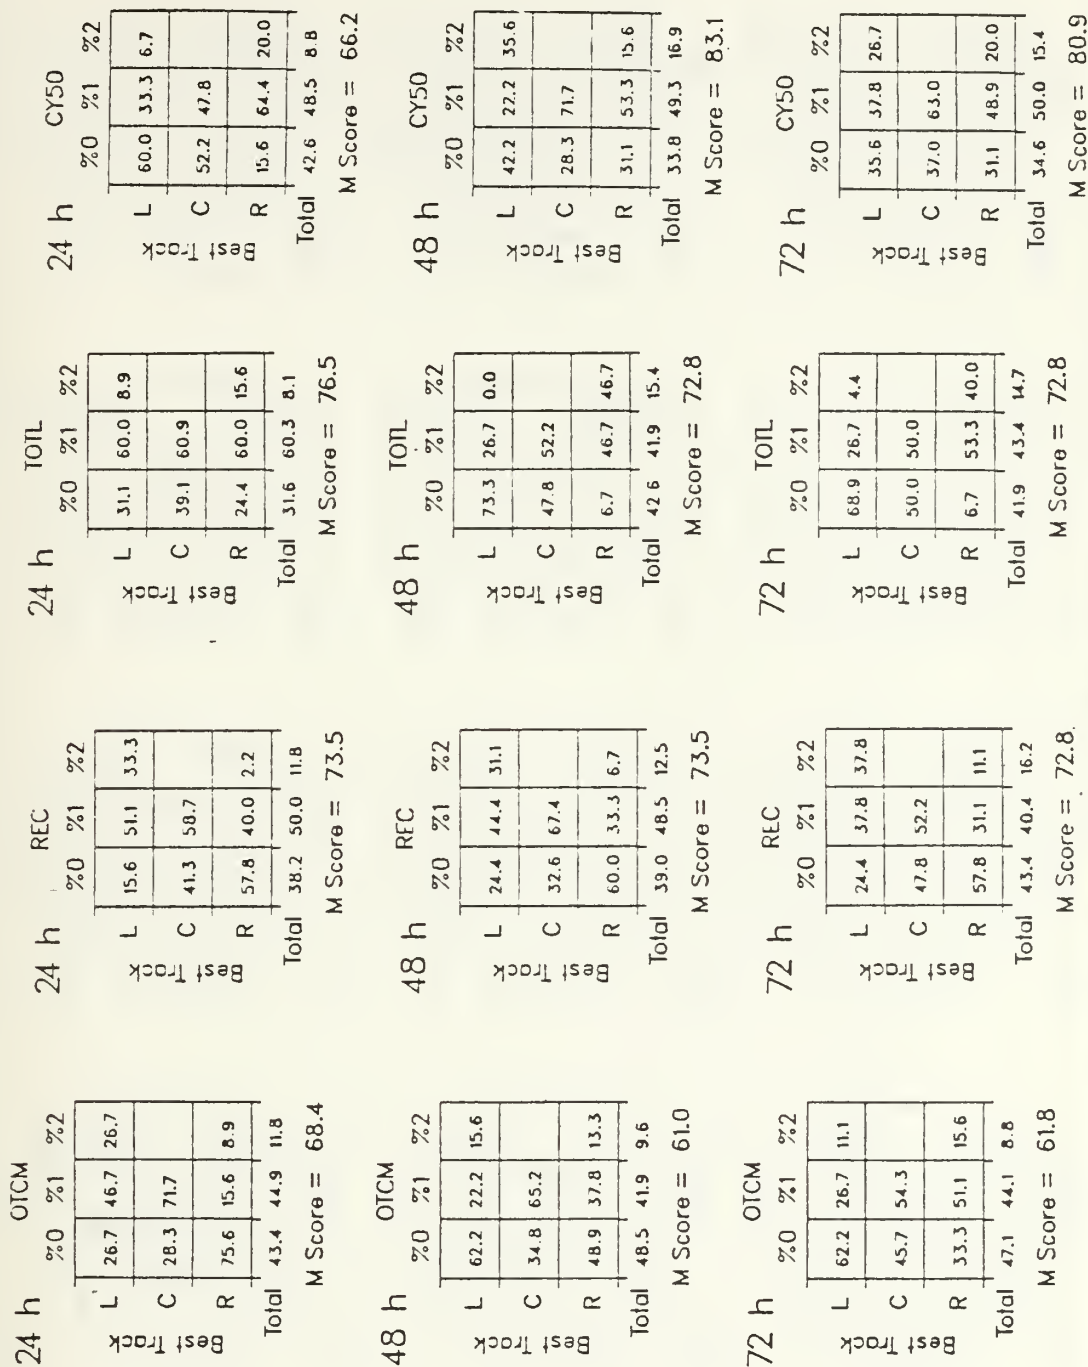 24 h
OTCM
%0 %1 %2
Best Track
L 26.7 46.7 26.7
C 28.3 71.7
R 75.6 15.6 8.9
Total 43.4 44.9 11.8
M Score = 68.4
24 h
REC
%0 %1 %2
Best Track
L 15.6 51.1 33.3
C 41.3 58.7
R 57.8 40.0 2.2
Total 38.2 50.0 11.8
M Score = 73.5
24 h
TOTL
%0 %1 %2
Best Track
L 31.1 60.0 8.9
C 39.1 60.9
R 24.4 60.0 15.6
Total 31.6 60.3 8.1
M Score = 76.5
24 h
CY50
%0 %1 %2
Best Track
L 60.0 33.3 6.7
C 52.2 47.8
R 15.6 64.4 20.0
Total 42.6 48.5 8.8
M Score = 66.2
48 h
OTCM
%0 %1 %2
Best Track
L 62.2 22.2 15.6
C 34.8 65.2
R 48.9 37.8 13.3
Total 48.5 41.9 9.6
M Score = 61.0
48 h
REC
%0 %1 %2
Best Track
L 24.4 44.4 31.1
C 32.6 67.4
R 60.0 33.3 6.7
Total 39.0 48.5 12.5
M Score = 73.5
48 h
TOTL
%0 %1 %2
Best Track
L 73.3 26.7 0.0
C 47.8 52.2
R 6.7 46.7 46.7
Total 42.6 41.9 15.4
M Score = 72.8
48 h
CY50
%0 %1 %2
Best Track
L 42.2 22.2 35.6
C 28.3 71.7
R 31.1 53.3 15.6
Total 33.8 49.3 16.9
M Score = 83.1
72 h
OTCM
%0 %1 %2
Best Track
L 62.2 26.7 11.1
C 45.7 54.3
R 33.3 51.1 15.6
Total 47.1 44.1 8.8
M Score = 61.8
72 h
REC
%0 %1 %2
Best Track
L 24.4 37.8 37.8
C 47.8 52.2
R 57.8 31.1 11.1
Total 43.4 40.4 16.2
M Score = 72.8.
72 h
TOTL
%0 %1 %2
Best Track
L 68.9 26.7 4.4
C 50.0 50.0
R 6.7 53.3 40.0
Total 41.9 43.4 14.7
M Score = 72.8
72 h
CY50
%0 %1 %2
Best Track
L 35.6 37.8 26.7
C 37.0 63.0
R 31.1 48.9 20.0
Total 34.6 50.0 15.4
M Score = 80.9